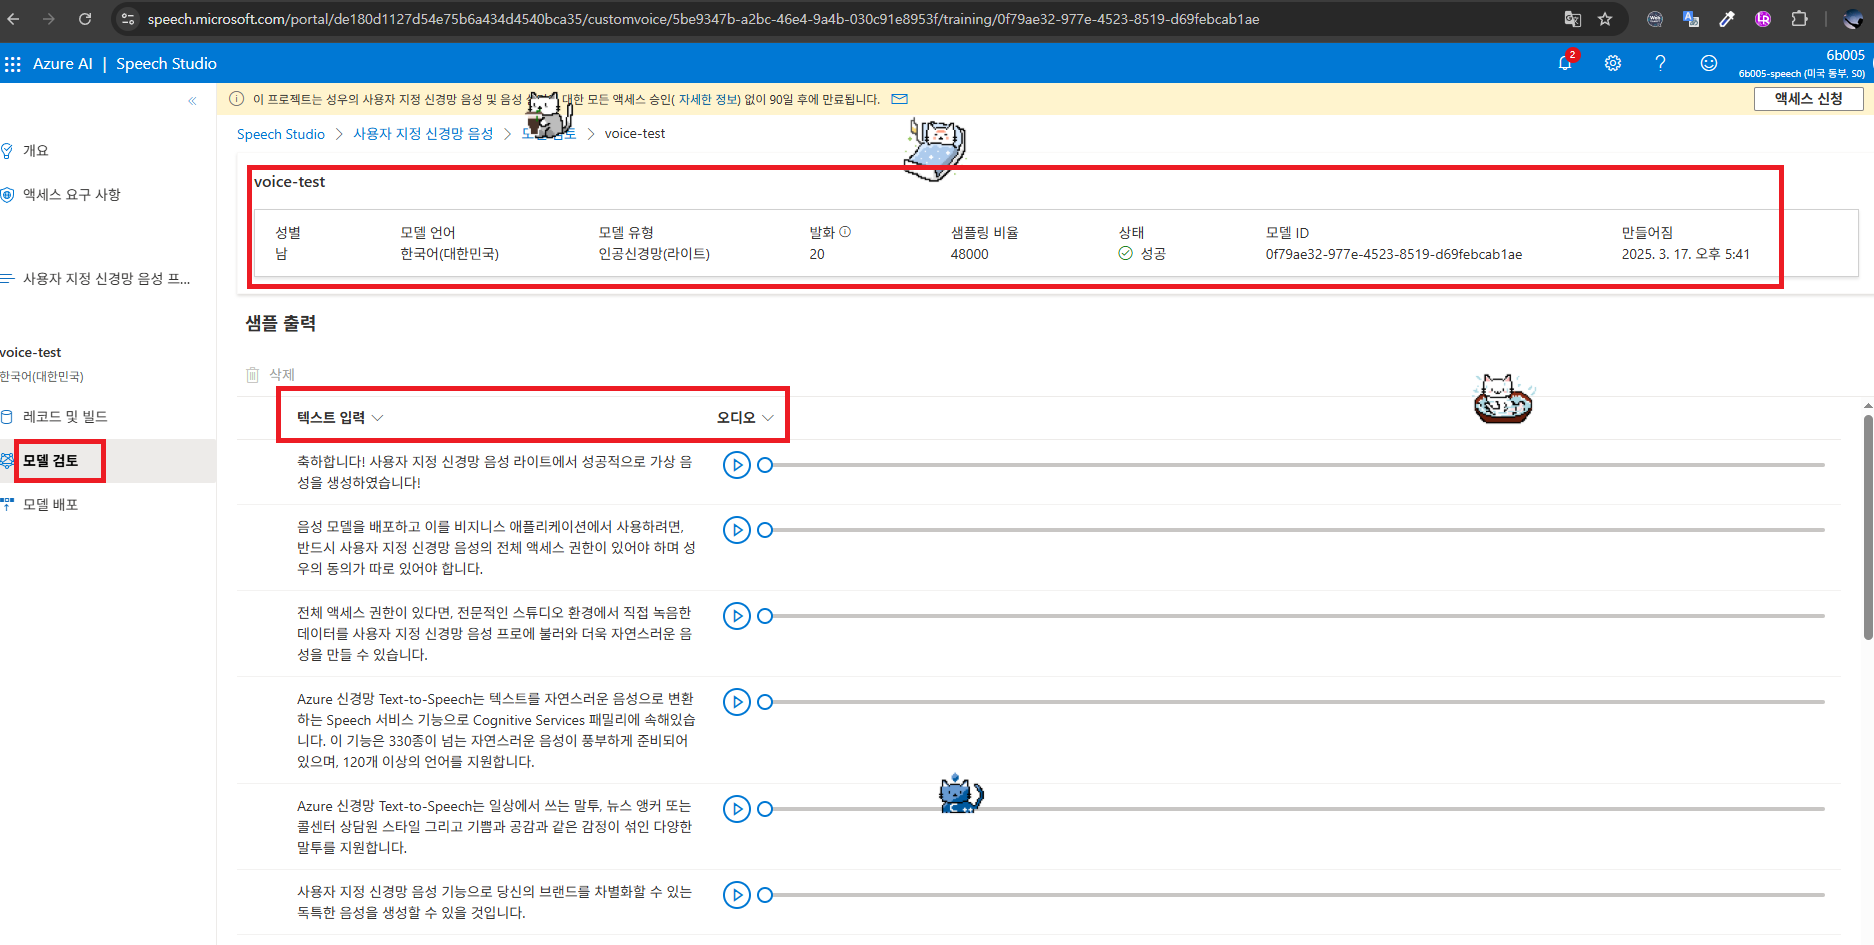 speech.microsoft.com/portal/de180d1127d54e75b6a434d4540bca35/customvoice/5be9347b-a2bc-46e4-9a4b-030c91e8953f/training/0f79ae32-977e-4523-8519-d69febcab1ae
Azure AI | Speech Studio
2
6b005
6b005-speech (미국 동부, S0)
이 프로젝트는 성우의 사용자 지정 신경망 음성 및 음성 대한 모든 액세스 승인( 자세한 정보) 없이 90일 후에 만료됩니다.
액세스 신청
Speech Studio > 사용자 지정 신경망 음성 > 토 > voice-test
개요
액세스 요구 사항
사용자 지정 신경망 음성 프...
voice-test
한국어(대한민국)
레코드 및 빌드
모델 검토
모델 배포
voice-test
성별 모델 언어 모델 유형 발화 샘플링 비율 상태 모델 ID 만들어짐
남 한국어(대한민국) 인공신경망(라이트) 20 48000 성공 0f79ae32-977e-4523-8519-d69febcab1ae 2025. 3. 17. 오후 5:41
샘플 출력
삭제
텍스트 입력 오디오
축하합니다! 사용자 지정 신경망 음성 라이트에서 성공적으로 가상 음
성을 생성하였습니다!
음성 모델을 배포하고 이를 비지니스 애플리케이션에서 사용하려면,
반드시 사용자 지정 신경망 음성의 전체 액세스 권한이 있어야 하며 성
우의 동의가 따로 있어야 합니다.
전체 액세스 권한이 있다면, 전문적인 스튜디오 환경에서 직접 녹음한
데이터를 사용자 지정 신경망 음성 프로에 불러와 더욱 자연스러운 음
성을 만들 수 있습니다.
Azure 신경망 Text-to-Speech는 텍스트를 자연스러운 음성으로 변환
하는 Speech 서비스 기능으로 Cognitive Services 패밀리에 속해있습
니다. 이 기능은 330종이 넘는 자연스러운 음성이 풍부하게 준비되어
있으며, 120개 이상의 언어를 지원합니다.
Azure 신경망 Text-to-Speech는 일상에서 쓰는 말투, 뉴스 앵커 또는
콜센터 상담원 스타일 그리고 기쁨과 공감과 같은 감정이 섞인 다양한
말투를 지원합니다.
사용자 지정 신경망 음성 기능으로 당신의 브랜드를 차별화할 수 있는
독특한 음성을 생성할 수 있을 것입니다.